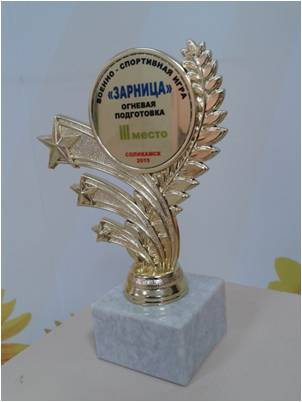 ВОЕННО - СПОРТИВНАЯ ИГРА
«ЗАРНИЦА»
ОГНЕВАЯ
ПОДГОТОВКА
III место
СОЛИКАМСК
2015